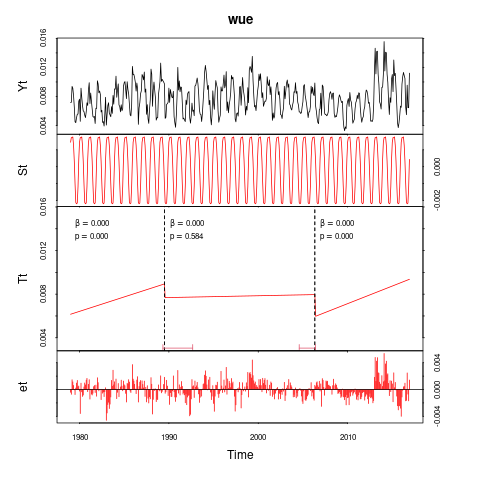 wue
Yt
0.004 0.008 0.012 0.016
St
-0.002 0.000
Tt
0.004 0.008 0.012 0.016
β = 0.000
p = 0.000
β = 0.000
p = 0.584
β = 0.000
p = 0.000
et
-0.004 0.000 0.004
1980 1990 2000 2010
Time